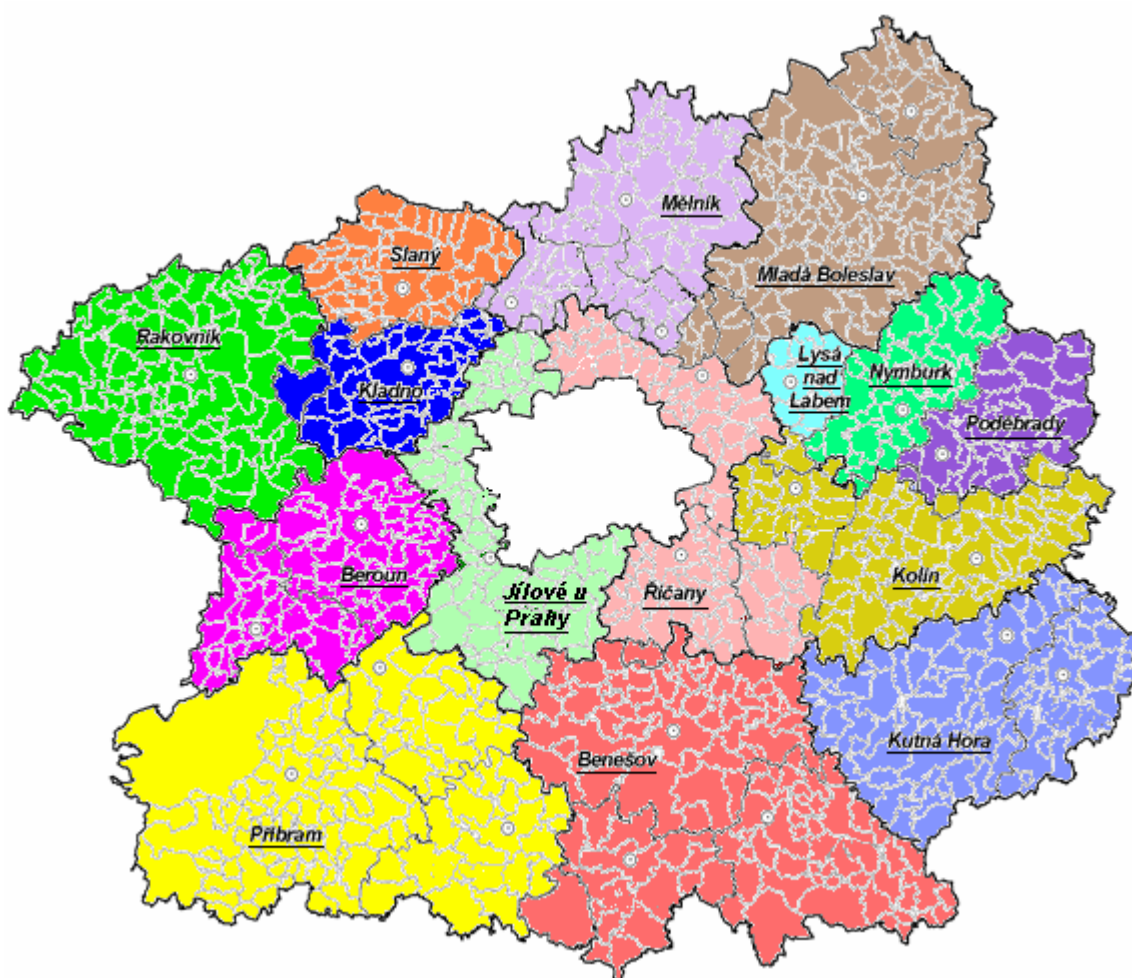 Mělník
Slaný
Mladá Boleslav
Rakovník
Lysá
nad
Labem
Nymburk
Kladno
Poděbrady
Beroun
Kolín
Jílové u
Prahy
Říčany
Kutná Hora
Benešov
Příbram